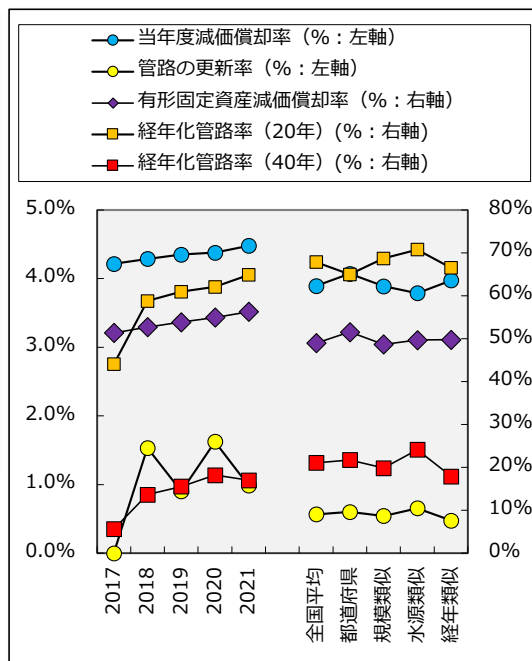 当年度減価償却率（%：左軸）
管路の更新率（%：左軸）
有形固定資産減価償却率（%：右軸）
経年化管路率（20年）(%：右軸)
経年化管路率（40年）(%：右軸)
5.0%
4.0%
3.0%
2.0%
1.0%
0.0%
80%
70%
60%
50%
40%
30%
20%
10%
0%
2017
2018
2019
2020
2021
全国平均
都道府県
規模類似
水源類似
経年類似